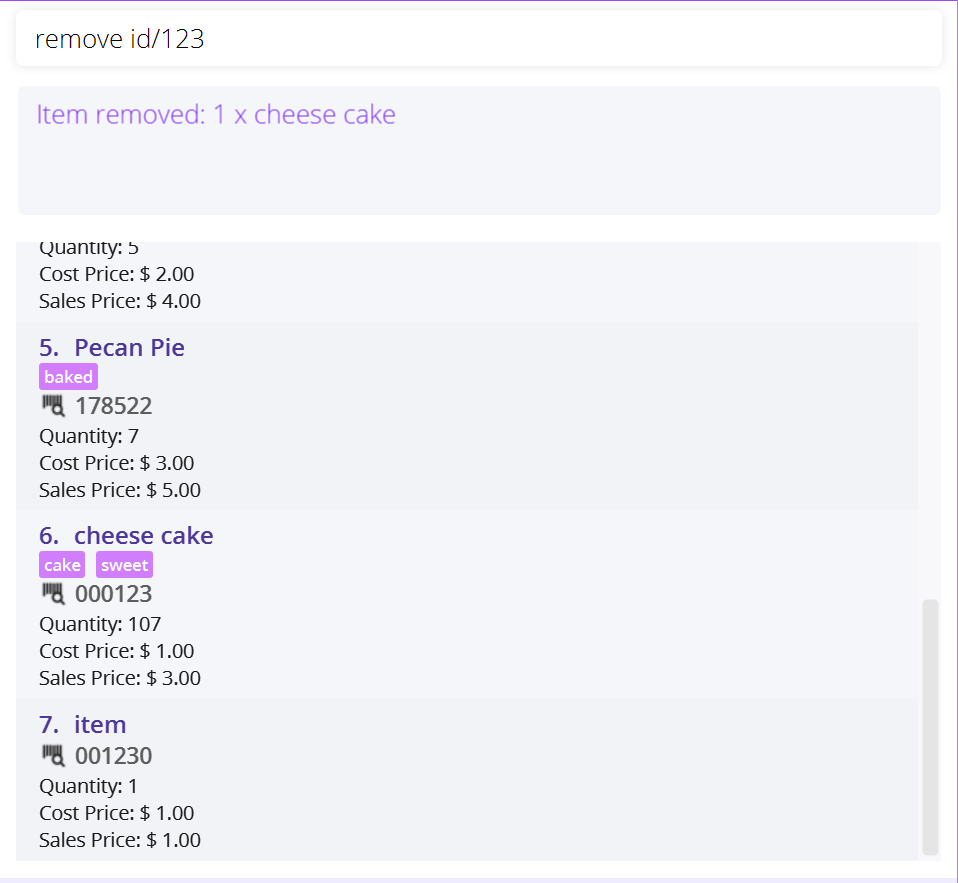 remove id/123
Item removed: 1 x cheese cake
Quantity: 5
Cost Price: $ 2.00
Sales Price: $ 4.00
5. Pecan Pie
baked
178522
Quantity: 7
Cost Price: $ 3.00
Sales Price: $ 5.00
6. cheese cake
cake sweet
000123
Quantity: 107
Cost Price: $ 1.00
Sales Price: $ 3.00
7. item
001230
Quantity: 1
Cost Price: $ 1.00
Sales Price: $ 1.00